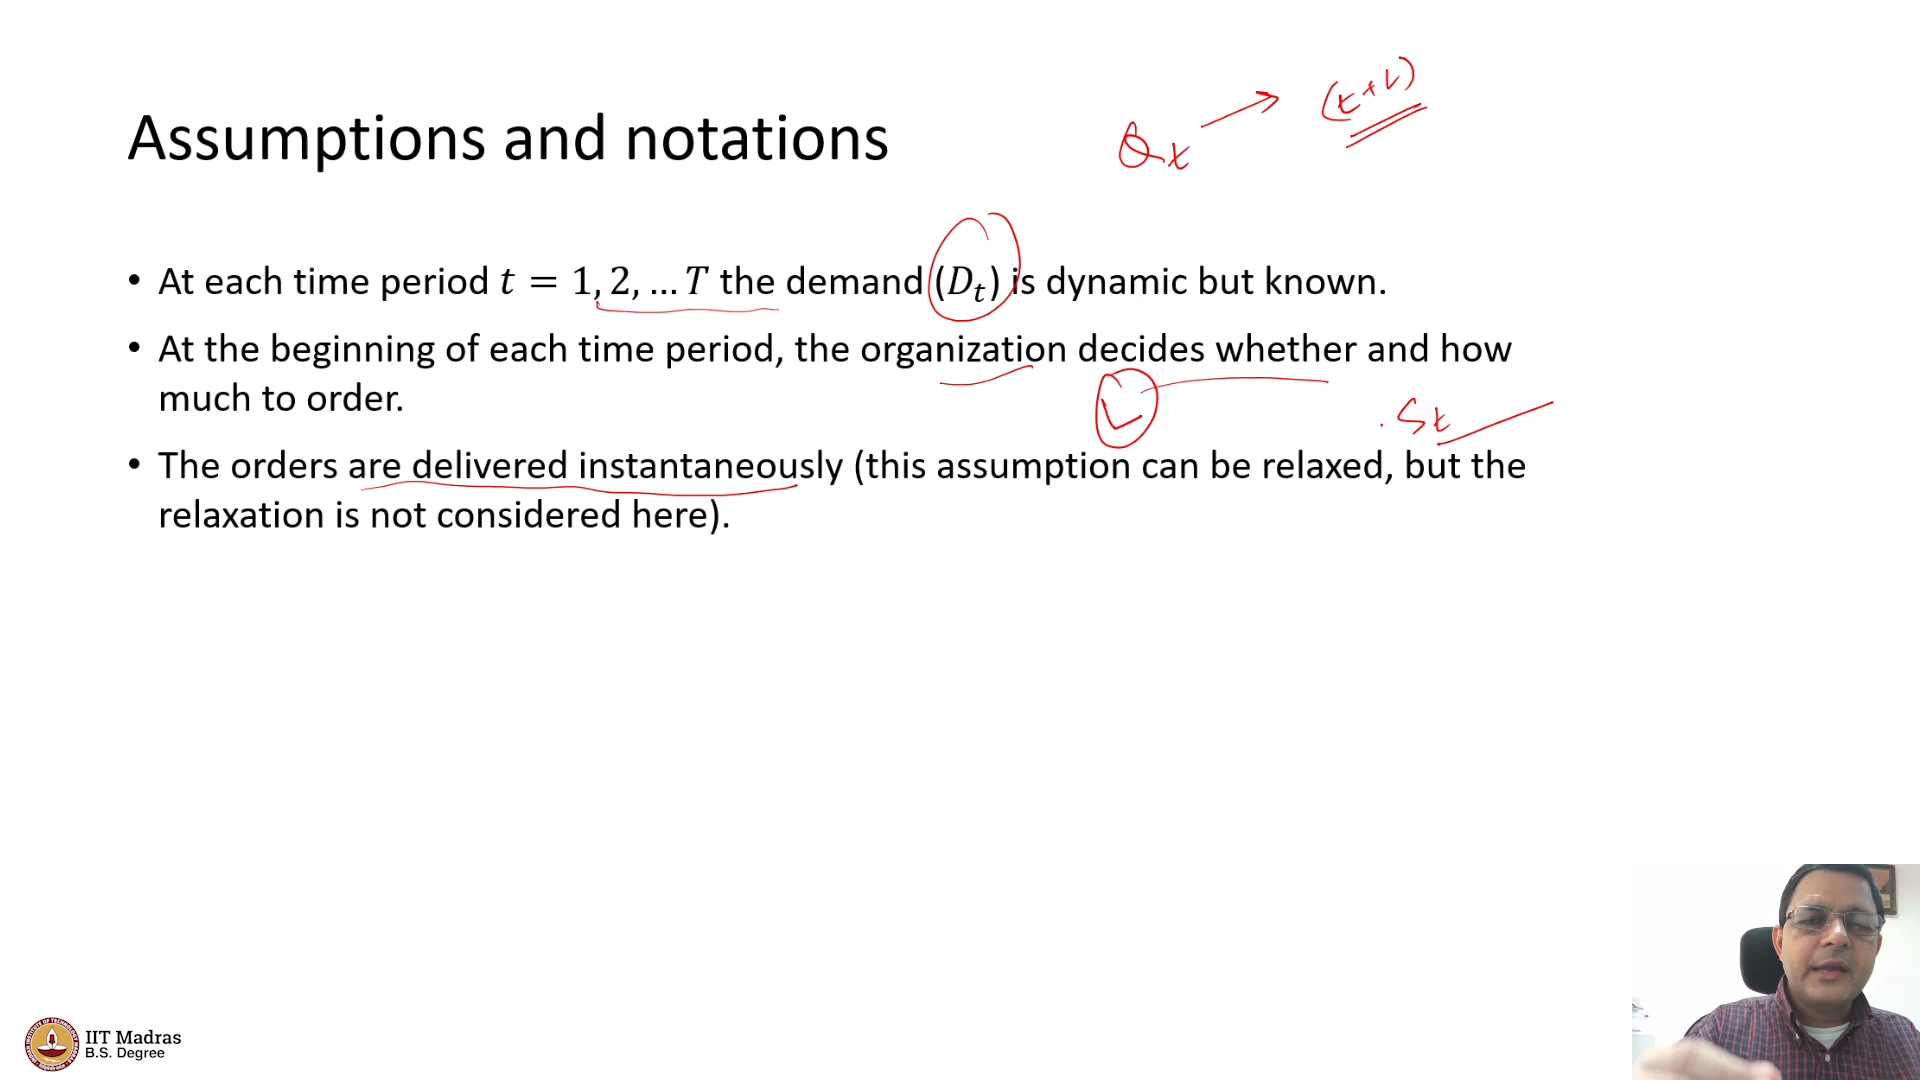 Q_t → (t+L)
Assumptions and notations
• At each time period t = 1, 2, … T the demand (D_t) is dynamic but known.
• At the beginning of each time period, the organization decides whether and how
much to order.
L
S_t
• The orders are delivered instantaneously (this assumption can be relaxed, but the
relaxation is not considered here).
IIT Madras
B.S. Degree